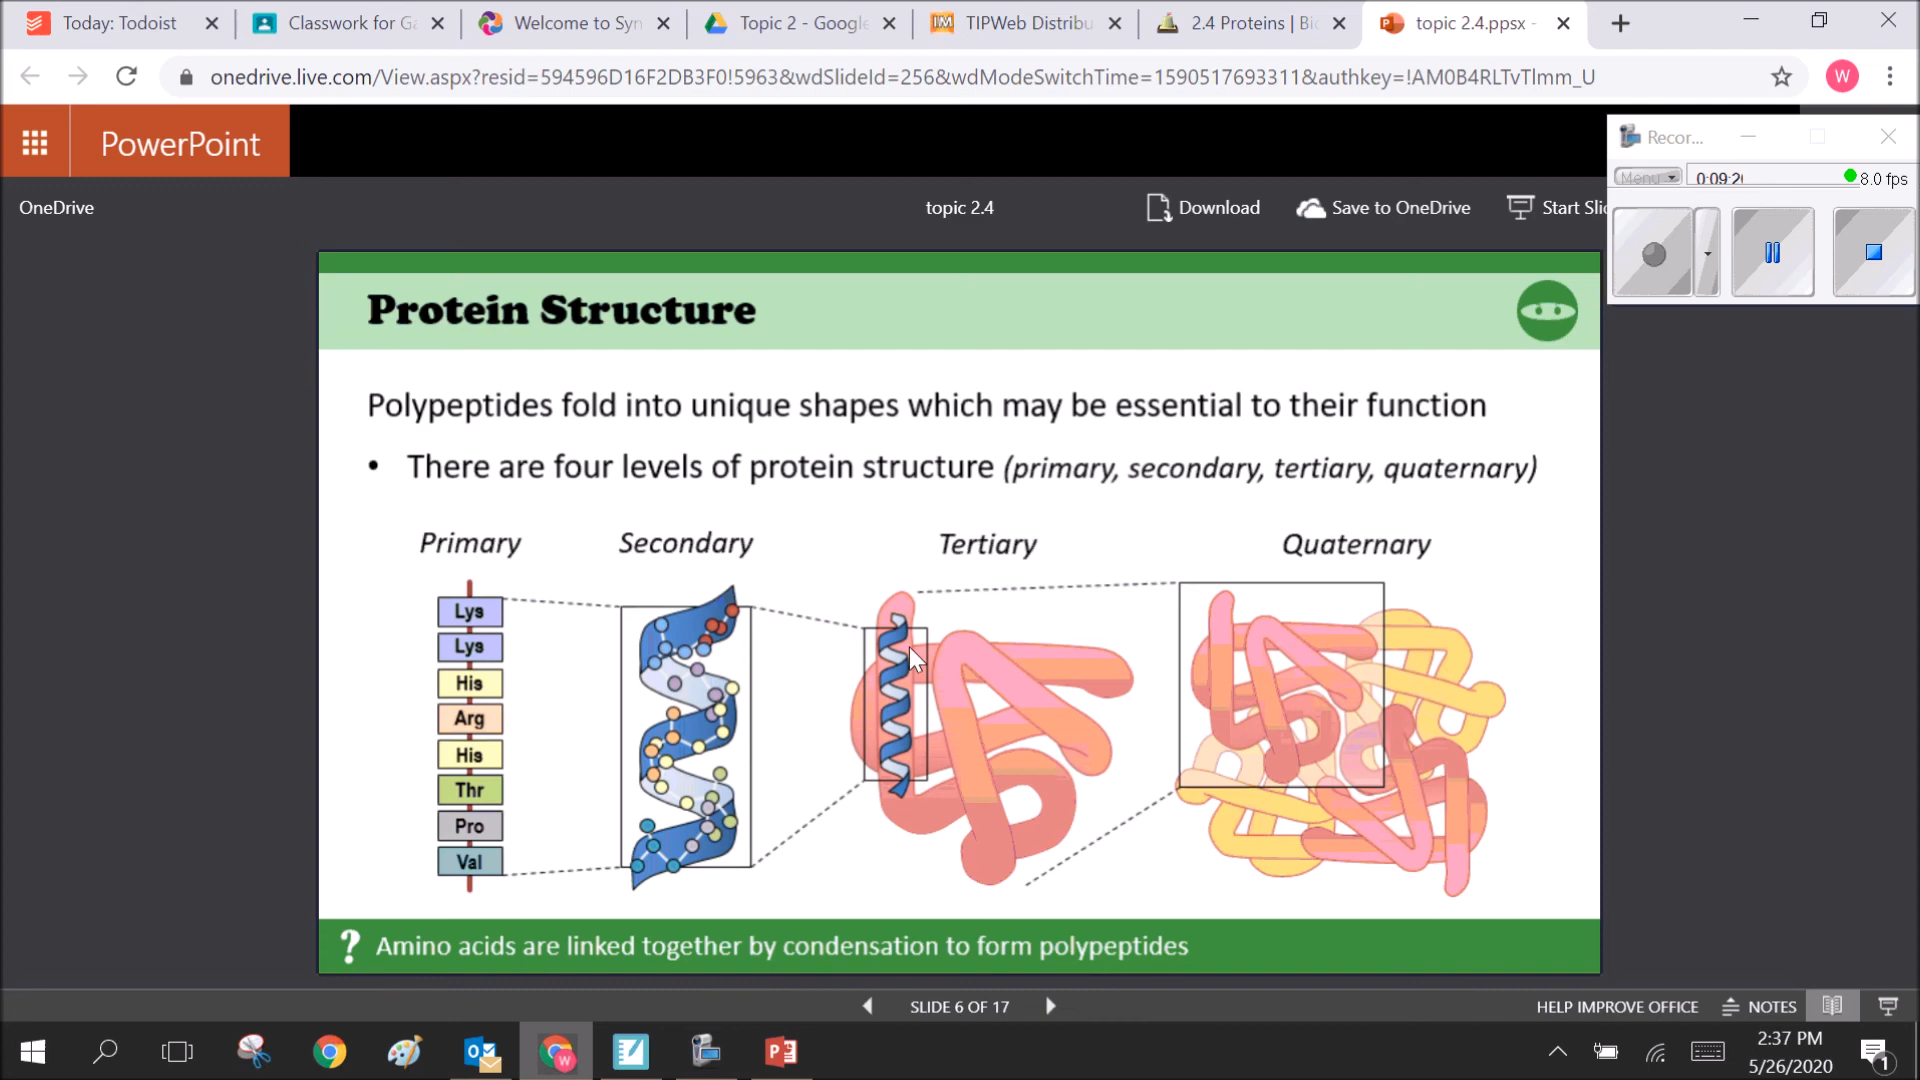 Today: Todoist
Classwork for Ga
Welcome to Syn
Topic 2 - Google
TIPWeb Distribu
2.4 Proteins | Bio
topic 2.4.ppsx -
onedrive.live.com/View.aspx?resid=594596D16F2DB3F0!5963&wdSlideId=256&wdModeSwitchTime=1590517693311&authkey=!AM0B4RLTvTlmm_U
W
PowerPoint
Recor...
Menu
0:09:2
8.0 fps
OneDrive
topic 2.4
Download
Save to OneDrive
Start Slid
Protein Structure
Polypeptides fold into unique shapes which may be essential to their function
• There are four levels of protein structure (primary, secondary, tertiary, quaternary)
Primary Secondary Tertiary Quaternary
Lys
Lys
His
Arg
His
Thr
Pro
Val
? Amino acids are linked together by condensation to form polypeptides
SLIDE 6 OF 17
HELP IMPROVE OFFICE
NOTES
2:37 PM
5/26/2020
1